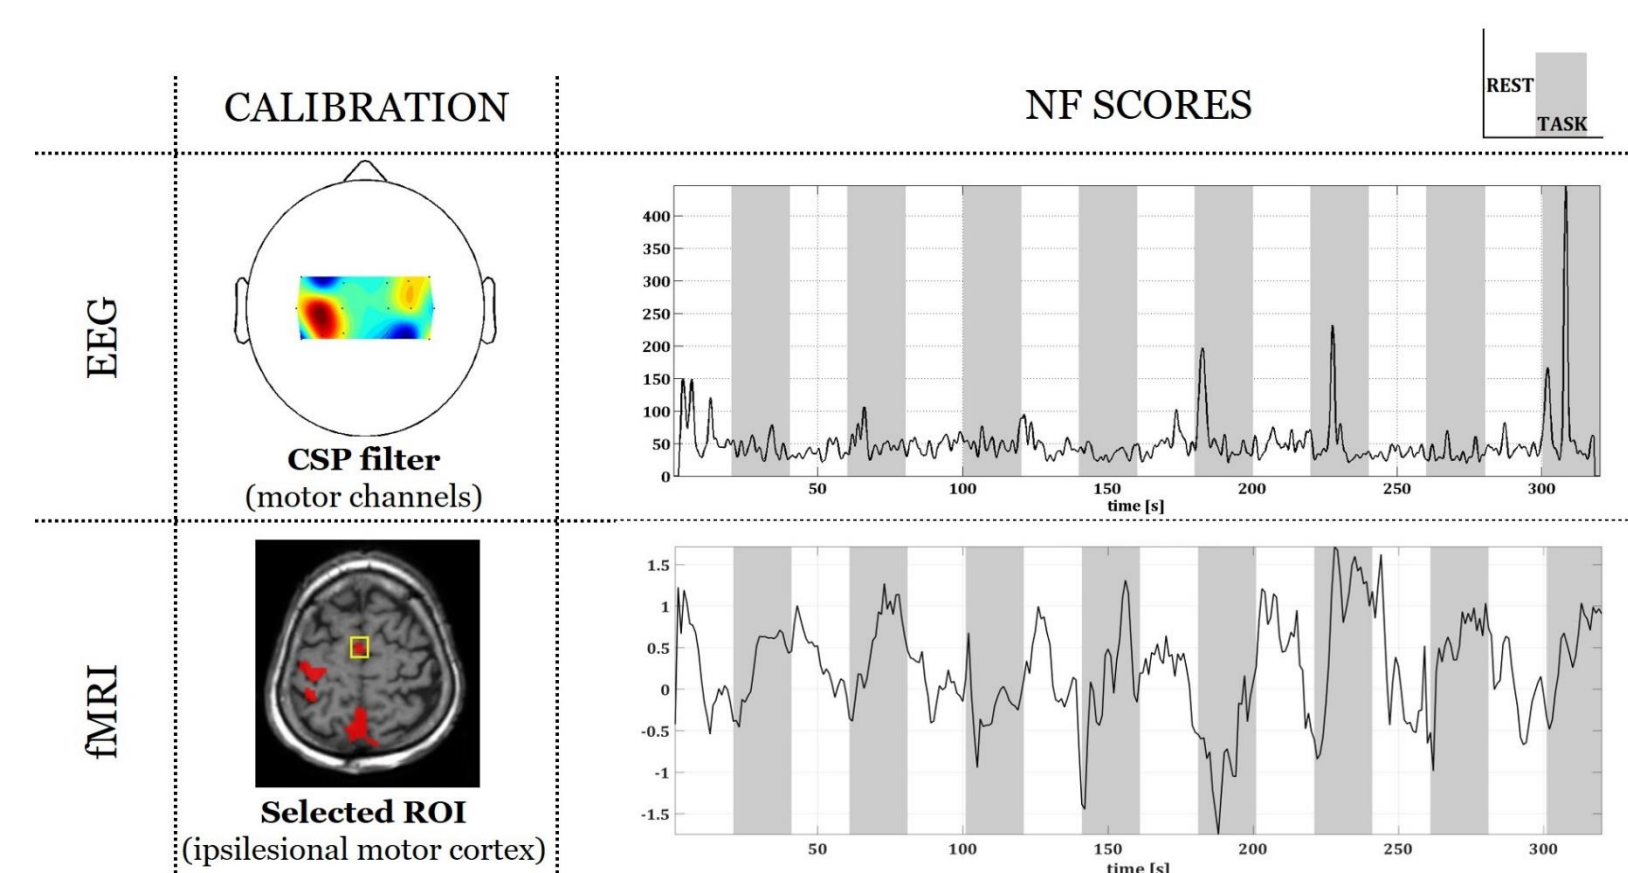 CALIBRATION
NF SCORES
REST
TASK
EEG
CSP filter
(motor channels)
400
350
300
250
200
150
100
50
0
50 100 150 200 250 300
time [s]
fMRI
Selected ROI
(ipsilesional motor cortex)
1.5
1
0.5
0
-0.5
-1
-1.5
50 100 150 200 250 300
time [s]